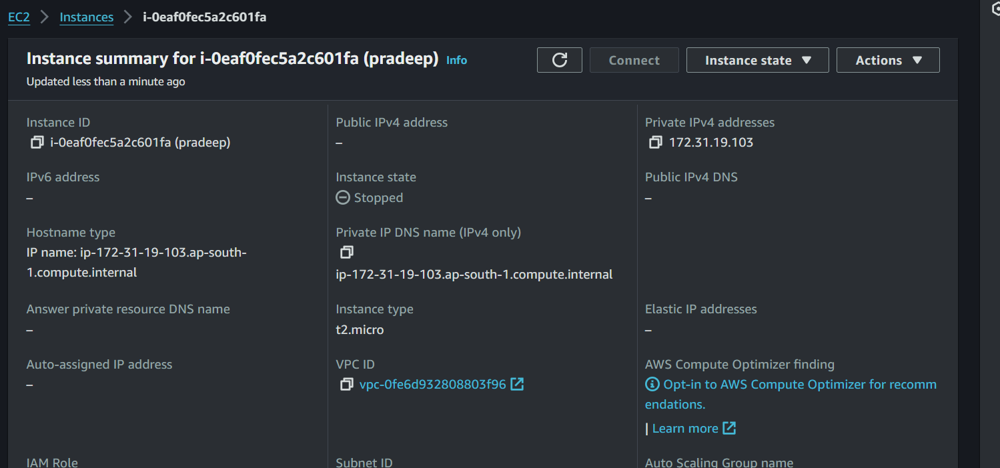 EC2 > Instances > i-0eaf0fec5a2c601fa
Instance summary for i-0eaf0fec5a2c601fa (pradeep) Info
Connect
Instance state
Actions
Updated less than a minute ago
Instance ID
i-0eaf0fec5a2c601fa (pradeep)
Public IPv4 address
–
Private IPv4 addresses
172.31.19.103
IPv6 address
–
Instance state
Stopped
Public IPv4 DNS
–
Hostname type
IP name: ip-172-31-19-103.ap-south-
1.compute.internal
Private IP DNS name (IPv4 only)
ip-172-31-19-103.ap-south-1.compute.internal
Answer private resource DNS name
–
Instance type
t2.micro
Elastic IP addresses
–
Auto-assigned IP address
–
VPC ID
vpc-0fe6d932808803f96
AWS Compute Optimizer finding
Opt-in to AWS Compute Optimizer for recomm
endations.
| Learn more
IAM Role
Subnet ID
Auto Scaling Group name